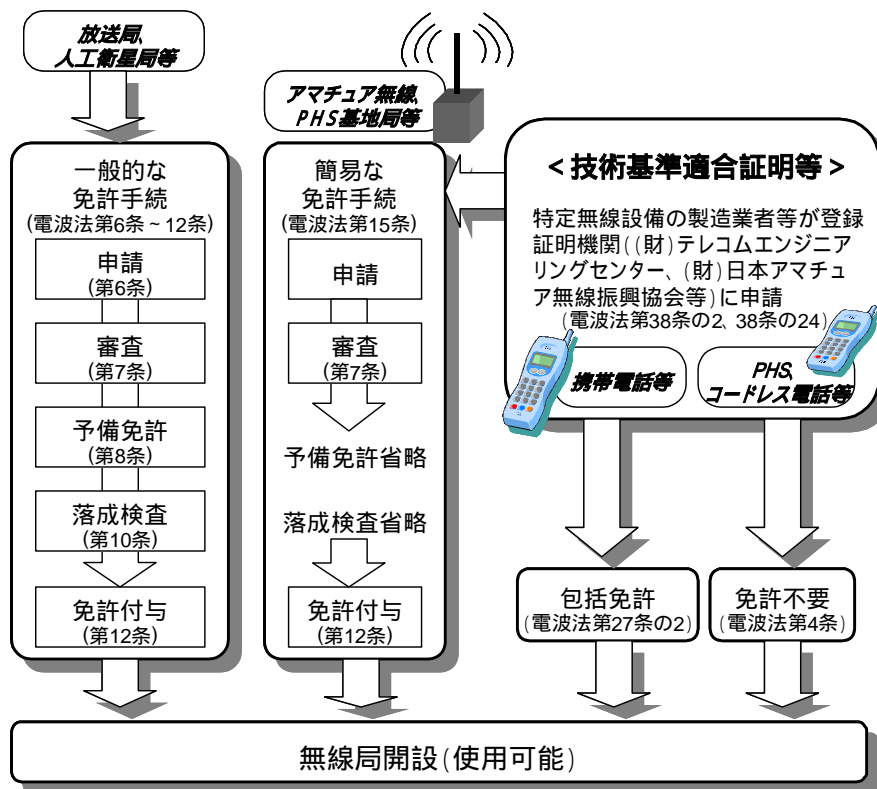 放送局、
人工衛星局等
一般的な
免許手続
(電波法第6条~12条)
申請
(第6条)
審査
(第7条)
予備免許
(第8条)
落成検査
(第10条)
免許付与
(第12条)
アマチュア無線、
PHS基地局等
簡易な
免許手続
(電波法第15条)
申請
審査
(第7条)
予備免許省略
落成検査省略
免許付与
(第12条)
<技術基準適合証明等>
特定無線設備の製造業者等が登録
証明機関((財)テレコムエンジニア
リングセンター、(財)日本アマチュ
ア無線振興協会等)に申請
(電波法第38条の2、38条の24)
携帯電話等
PHS、
コードレス電話等
包括免許
(電波法第27条の2)
免許不要
(電波法第4条)
無線局開設(使用可能)